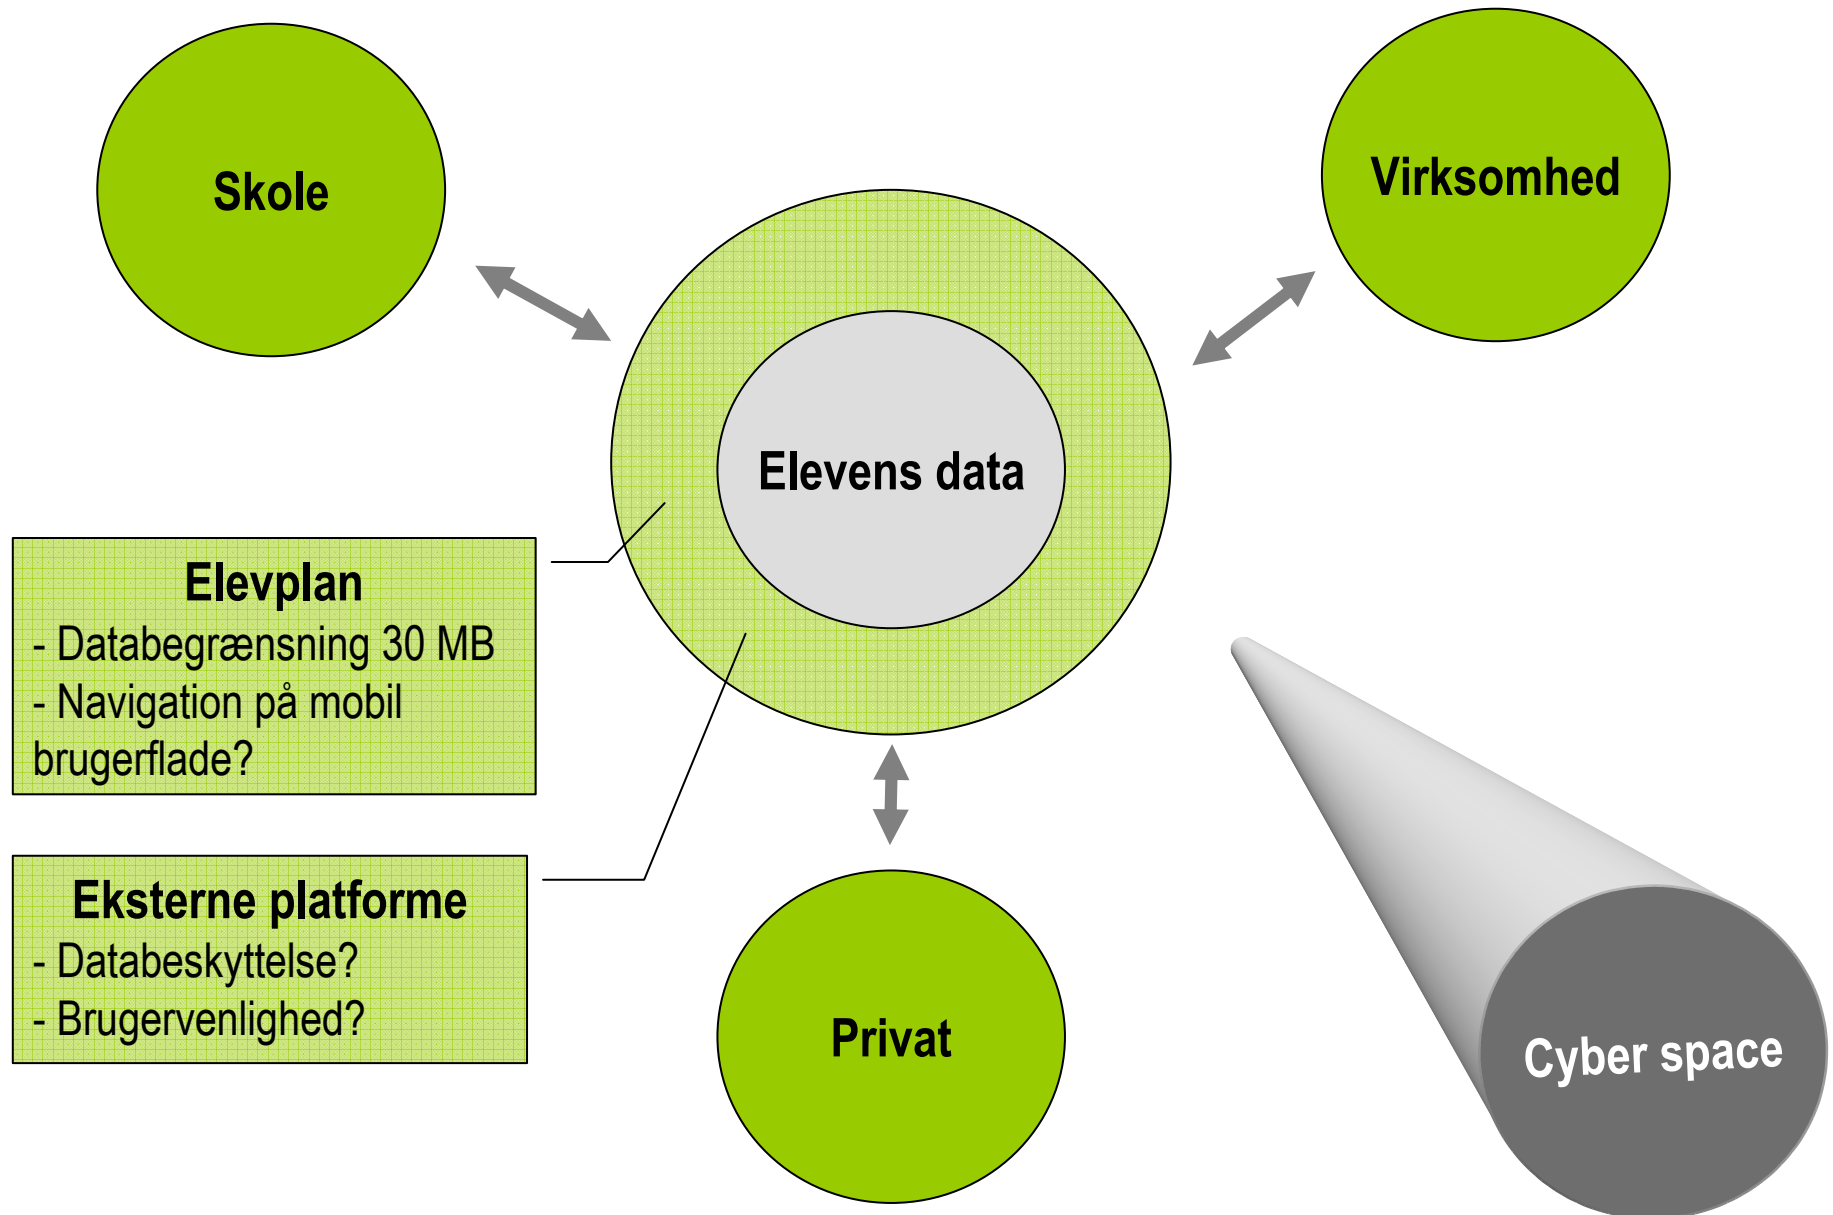 Skole
Virksomhed
Elevens data
Elevplan
- Databegrænsning 30 MB
- Navigation på mobil
brugerflade?
Eksterne platforme
- Databeskyttelse?
- Brugervenlighed?
Privat
Cyber space